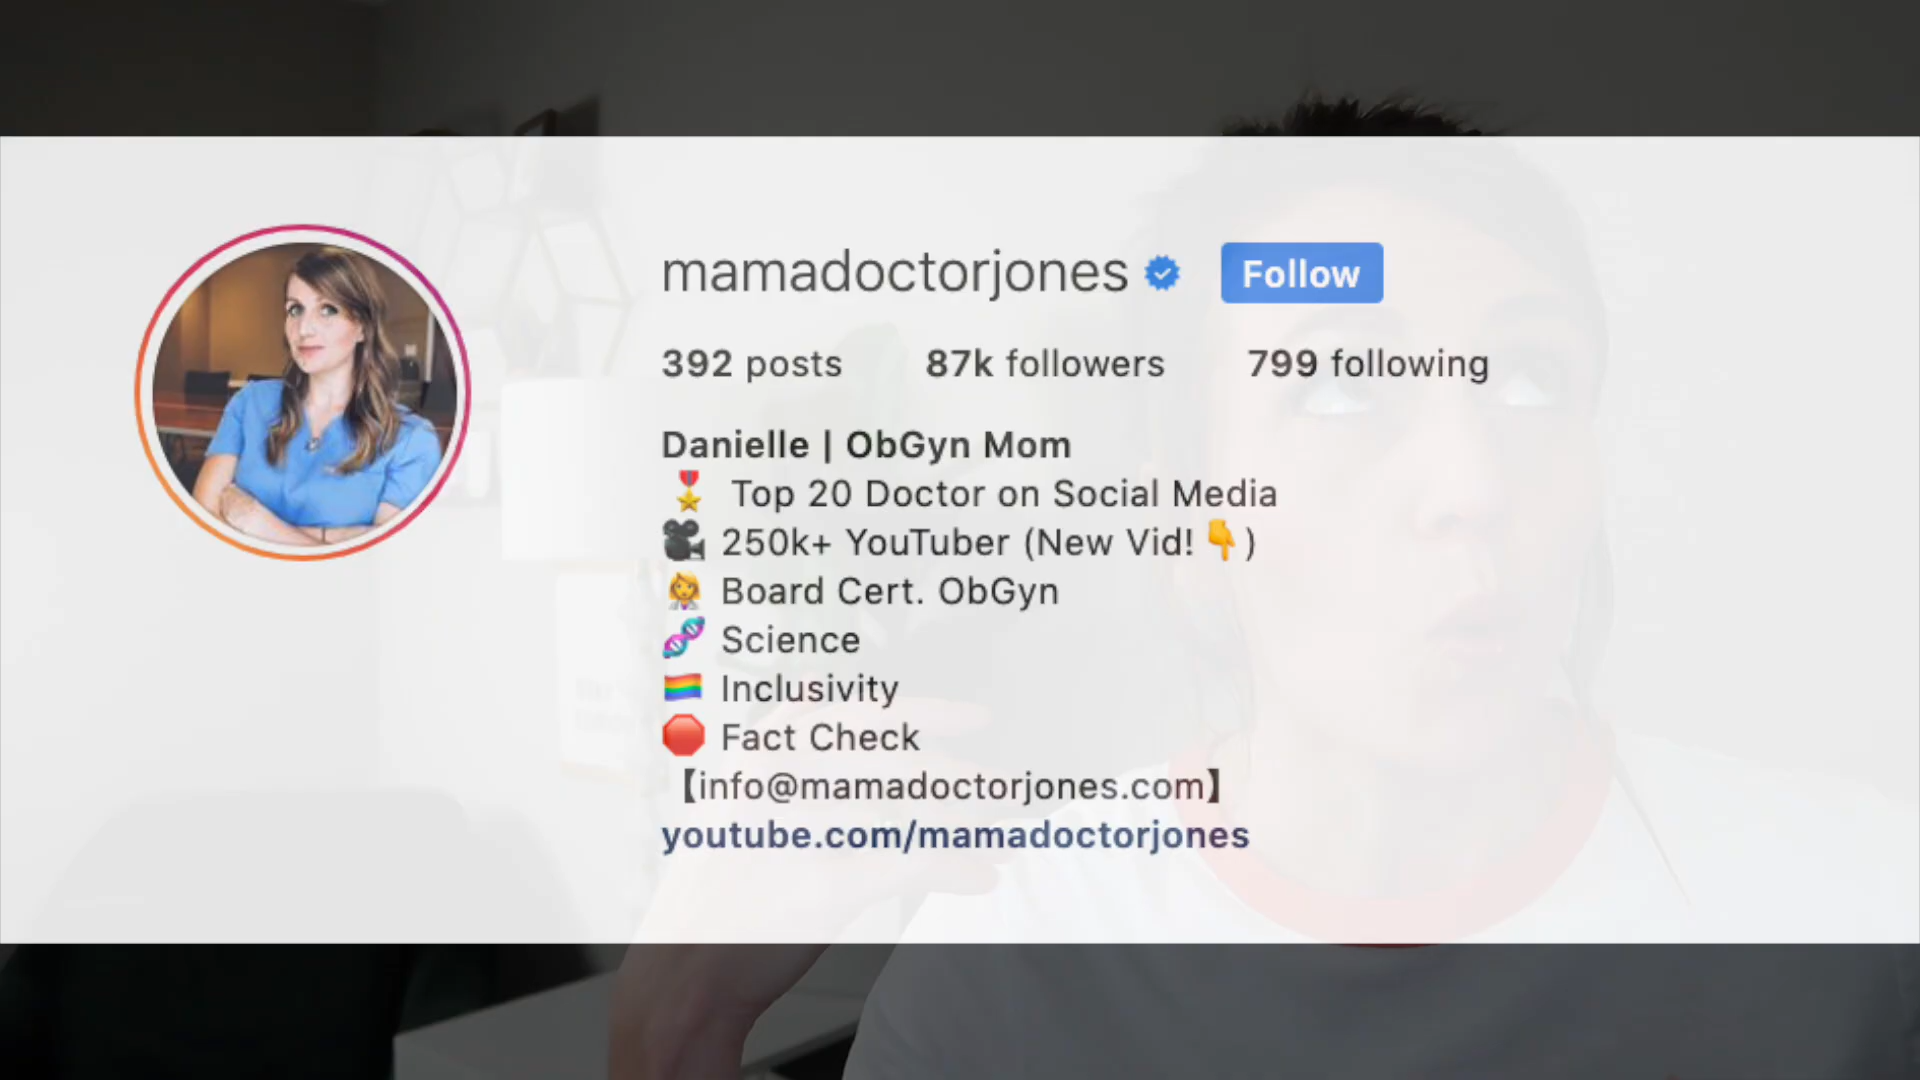 mamadoctorjones Follow
392 posts 87k followers 799 following
Danielle | ObGyn Mom
🎖️ Top 20 Doctor on Social Media
🎥 250k+ YouTuber (New Vid! 👇)
👩‍⚕️ Board Cert. ObGyn
🧬 Science
🏳️‍🌈 Inclusivity
🛑 Fact Check
【info@mamadoctorjones.com】
youtube.com/mamadoctorjones